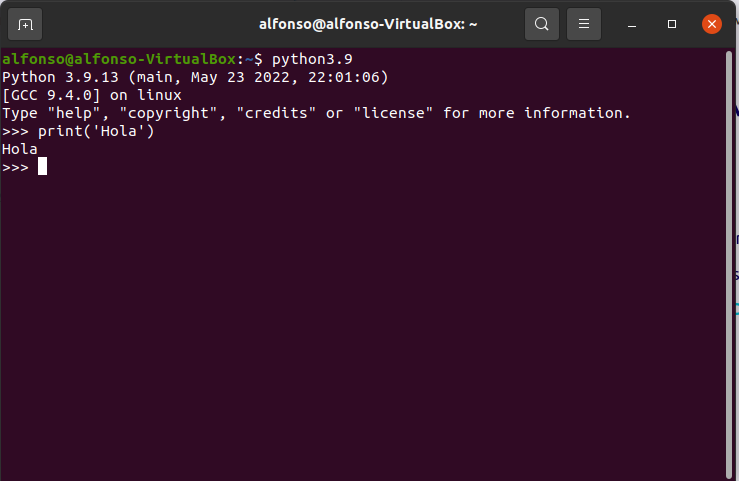 alfonso@alfonso-VirtualBox: ~
alfonso@alfonso-VirtualBox:~$ python3.9
Python 3.9.13 (main, May 23 2022, 22:01:06)
[GCC 9.4.0] on linux
Type "help", "copyright", "credits" or "license" for more information.
>>> print('Hola')
Hola
>>>